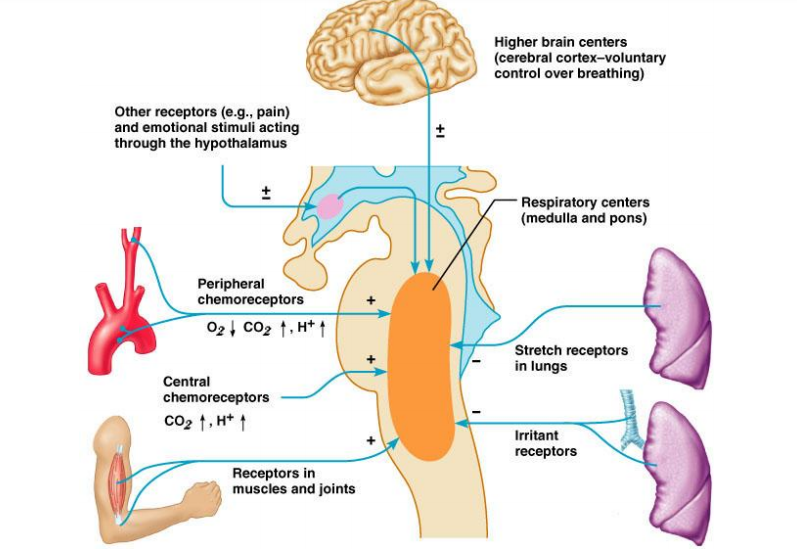 Higher brain centers
(cerebral cortex–voluntary
control over breathing)
Other receptors (e.g., pain)
and emotional stimuli acting
through the hypothalamus
±
±
Respiratory centers
(medulla and pons)
Peripheral
chemoreceptors
+
O₂ ↓ CO₂ ↑, H⁺ ↑
Stretch receptors
in lungs
–
+
Central
chemoreceptors
CO₂ ↑, H⁺ ↑
–
Irritant
receptors
+
Receptors in
muscles and joints